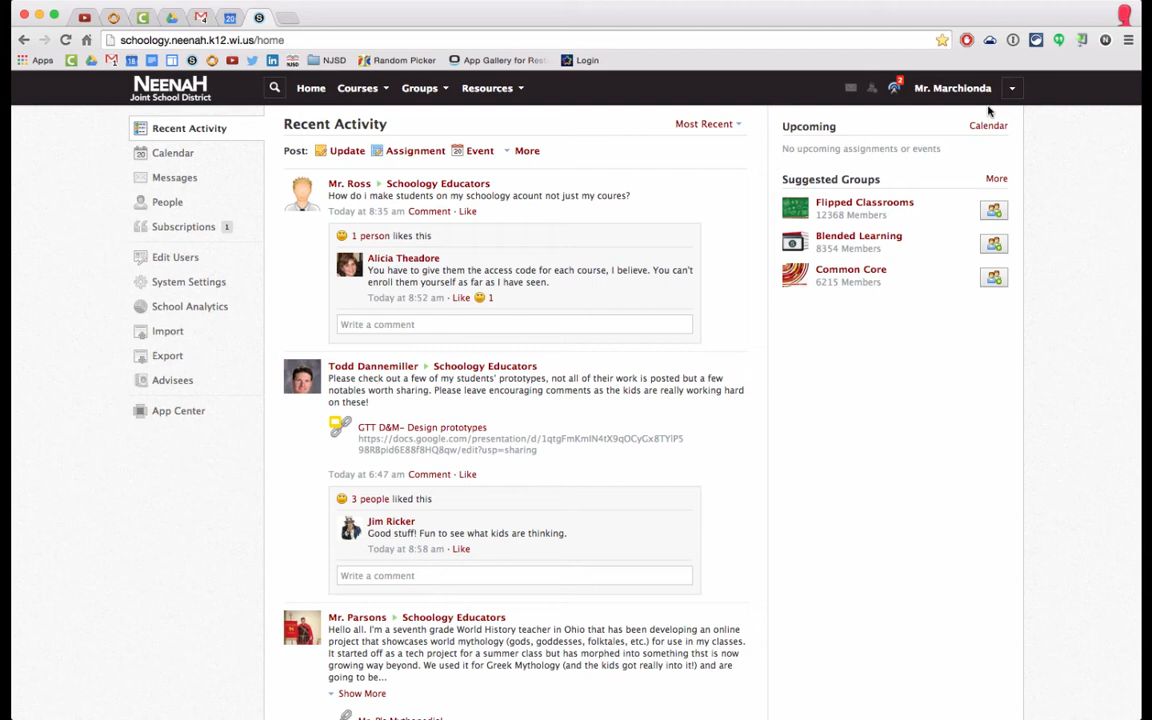 schoology.neenah.k12.wi.us/home
Apps
NJSD
Random Picker
App Gallery for Rest
Login
NEENAH
Joint School District
Home
Courses
Groups
Resources
2
Mr. Marchionda
Recent Activity
Calendar
Messages
People
Subscriptions 1
Edit Users
System Settings
School Analytics
Import
Export
Advisees
App Center
Recent Activity
Most Recent
Post: Update Assignment Event More
Mr. Ross Schoology Educators
How do i make students on my schoology acount not just my coures?
Today at 8:35 am Comment · Like
1 person likes this
Alicia Theadore
You have to give them the access code for each course, I believe. You can't
enroll them yourself as far as I have seen.
Today at 8:52 am · Like 1
Write a comment
Todd Dannemiller Schoology Educators
Please check out a few of my students' prototypes, not all of their work is posted but a few
notables worth sharing. Please leave encouraging comments as the kids are really working hard
on these!
GTT D&M- Design prototypes
Today at 6:47 am Comment · Like
3 people liked this
Jim Ricker
Good stuff! Fun to see what kids are thinking.
Today at 8:58 am · Like
Write a comment
Mr. Parsons Schoology Educators
Hello all. I'm a seventh grade World History teacher in Ohio that has been developing an online
project that showcases world mythology (gods, goddesses, folktales, etc.) for use in my classes.
It started off as a tech project for a summer class but has morphed into something that is now
growing way beyond. We used it for Greek Mythology (and the kids got really into it!) and are
going to be...
Show More
Upcoming
Calendar
No upcoming assignments or events
Suggested Groups
More
Flipped Classrooms
12368 Members
Blended Learning
8354 Members
Common Core
6215 Members